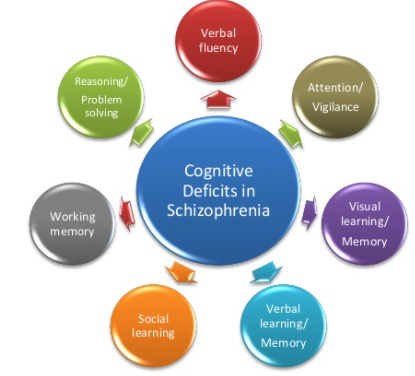 Verbal
fluency
Attention/
Vigilance
Visual
learning/
Memory
Verbal
learning/
Memory
Social
learning
Working
memory
Reasoning/
Problem
solving
Cognitive
Deficits in
Schizophrenia